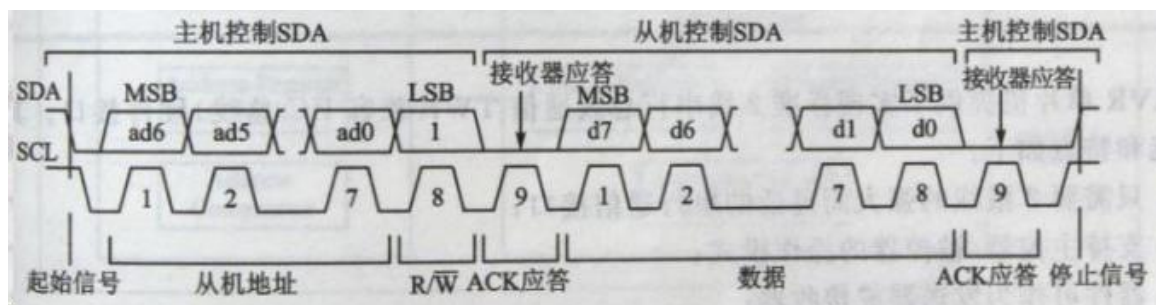 主机控制SDA 从机控制SDA 主机控制SDA
接收器应答 接收器应答
SDA MSB LSB MSB LSB
ad6 ad5 ad0 1 d7 d6 d1 d0
SCL
1 2 7 8 9 1 2 7 8 9
起始信号 从机地址 R/W̅ ACK应答 数据 ACK应答 停止信号